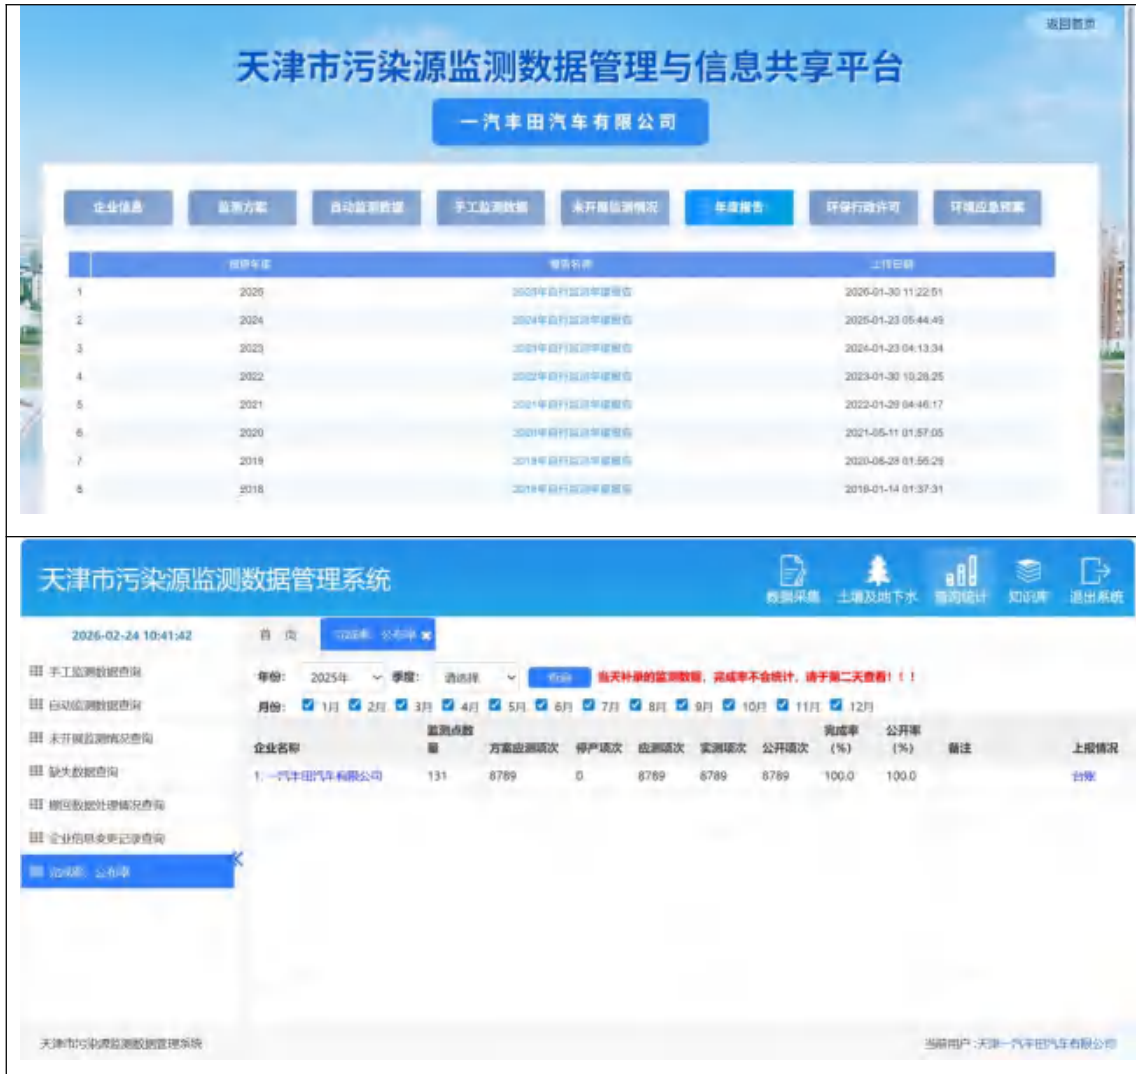 返回首页
天津市污染源监测数据管理与信息共享平台
一汽丰田汽车有限公司
企业信息 监测方案 自动监测数据 手工监测数据 未开展监测情况 年度报告 环保行政许可 环境应急预案
报告年度 报告名称 上传日期
1 2025 2025年自行监测年度报告 2026-01-30 11:22:51
2 2024 2024年自行监测年度报告 2025-01-23 05:44:49
3 2023 2023年自行监测年度报告 2024-01-23 04:13:34
4 2022 2022年自行监测年度报告 2023-01-30 10:28:25
5 2021 2021年自行监测年度报告 2022-01-29 04:46:17
6 2020 2020年自行监测年度报告 2021-05-11 01:57:05
7 2019 2019年自行监测年度报告
8 2018 2018年自行监测年度报告 2019-01-14 01:37:31
天津市污染源监测数据管理系统
数据采集 土壤及地下水 查询统计 知识库 退出系统
2026-02-24 10:41:42 首 页 完成率、公布率
手工监测数据查询
年份: 2025年 季度: 请选择 查询 当天补录的监测数据，完成率不会统计，请于第二天查看！！！
自动监测数据查询
月份: 1月 2月 3月 4月 5月 6月 7月 8月 9月 10月 11月 12月
未开展监测情况查询
企业名称 监测点数量 方案应测项次 停产项次 应测项次 实测项次 公开项次 完成率(%) 公开率(%) 备注 上报情况
缺失数据查询
1. 一汽丰田汽车有限公司 131 8789 0 8789 8789 8789 100.0 100.0 台账
撤回数据处理情况查询
企业信息变更记录查询
完成率、公布率
天津市污染源监测数据管理系统
当前用户:天津一汽丰田汽车有限公司